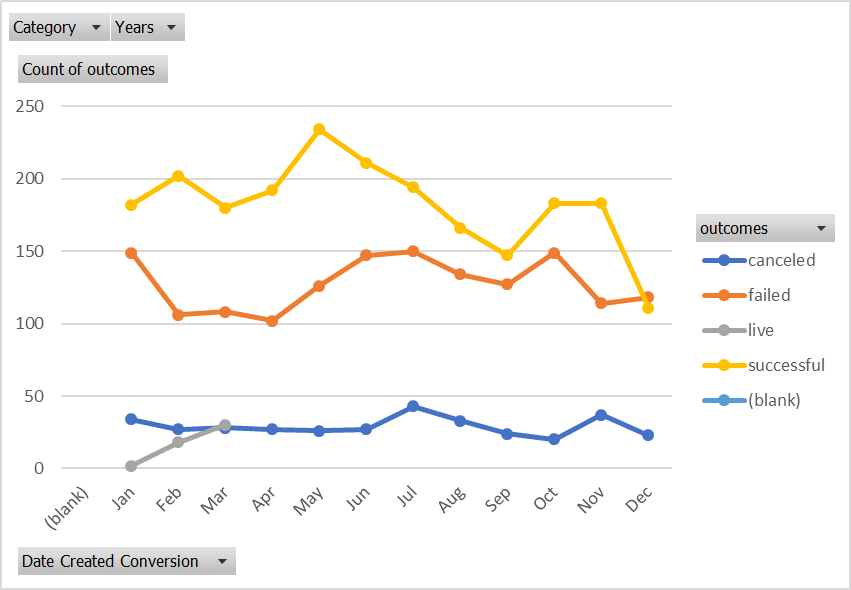 Category Years
Count of outcomes
250
200
150
100
50
0
(blank) Jan Feb Mar Apr May Jun Jul Aug Sep Oct Nov Dec
outcomes
canceled
failed
live
successful
(blank)
Date Created Conversion